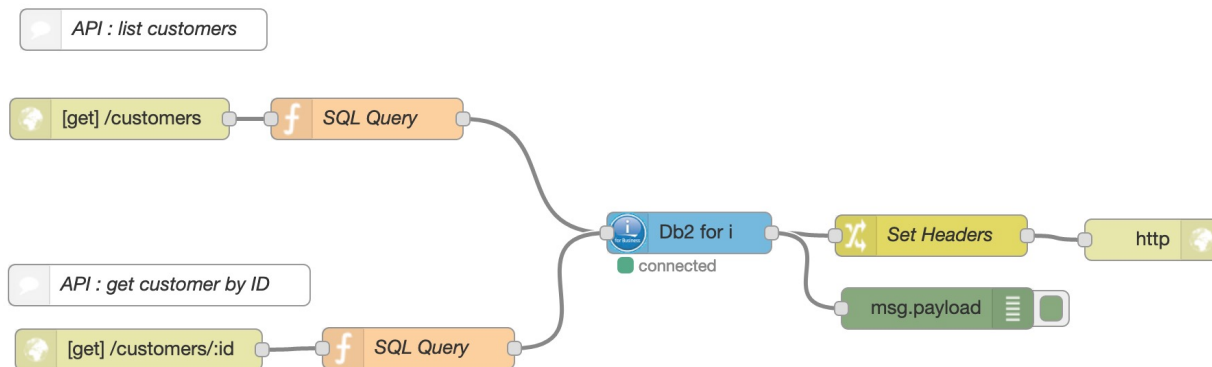 API : list customers
[get] /customers
SQL Query
Db2 for i
Set Headers
http
connected
API : get customer by ID
msg.payload
[get] /customers/:id
SQL Query